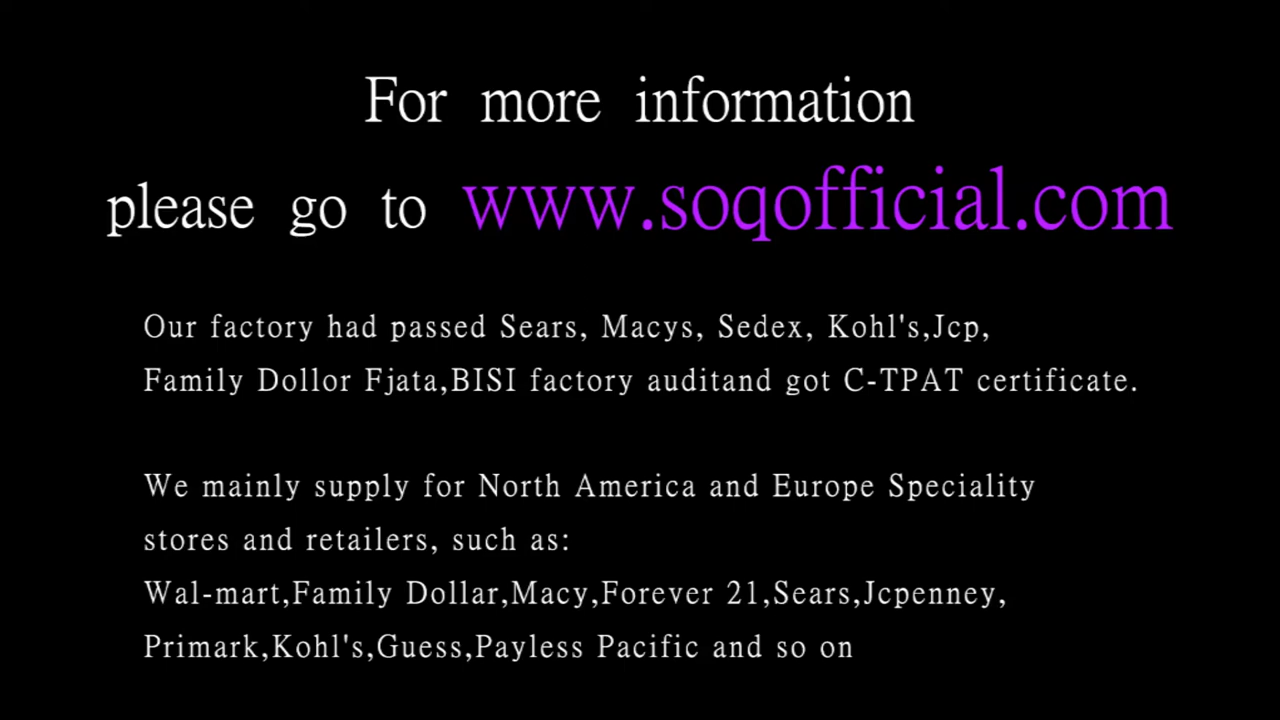 For more information
please go to www.soqofficial.com
Our factory had passed Sears, Macys, Sedex, Kohl's,Jcp,
Family Dollor Fjata,BISI factory auditand got C-TPAT certificate.
We mainly supply for North America and Europe Speciality
stores and retailers, such as:
Wal-mart,Family Dollar,Macy,Forever 21,Sears,Jcpenney,
Primark,Kohl's,Guess,Payless Pacific and so on